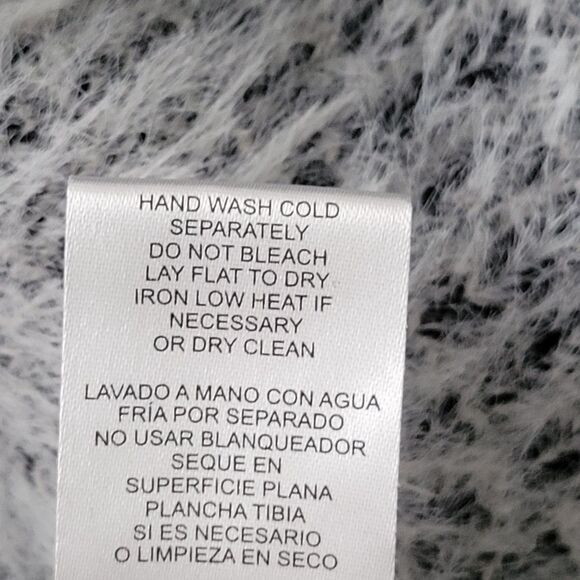 HAND WASH COLD
SEPARATELY
DO NOT BLEACH
LAY FLAT TO DRY
IRON LOW HEAT IF
NECESSARY
OR DRY CLEAN
LAVADO A MANO CON AGUA
FRÍA POR SEPARADO
NO USAR BLANQUEADOR
SEQUE EN
SUPERFICIE PLANA
PLANCHA TIBIA
SI ES NECESARIO
O LIMPIEZA EN SECO